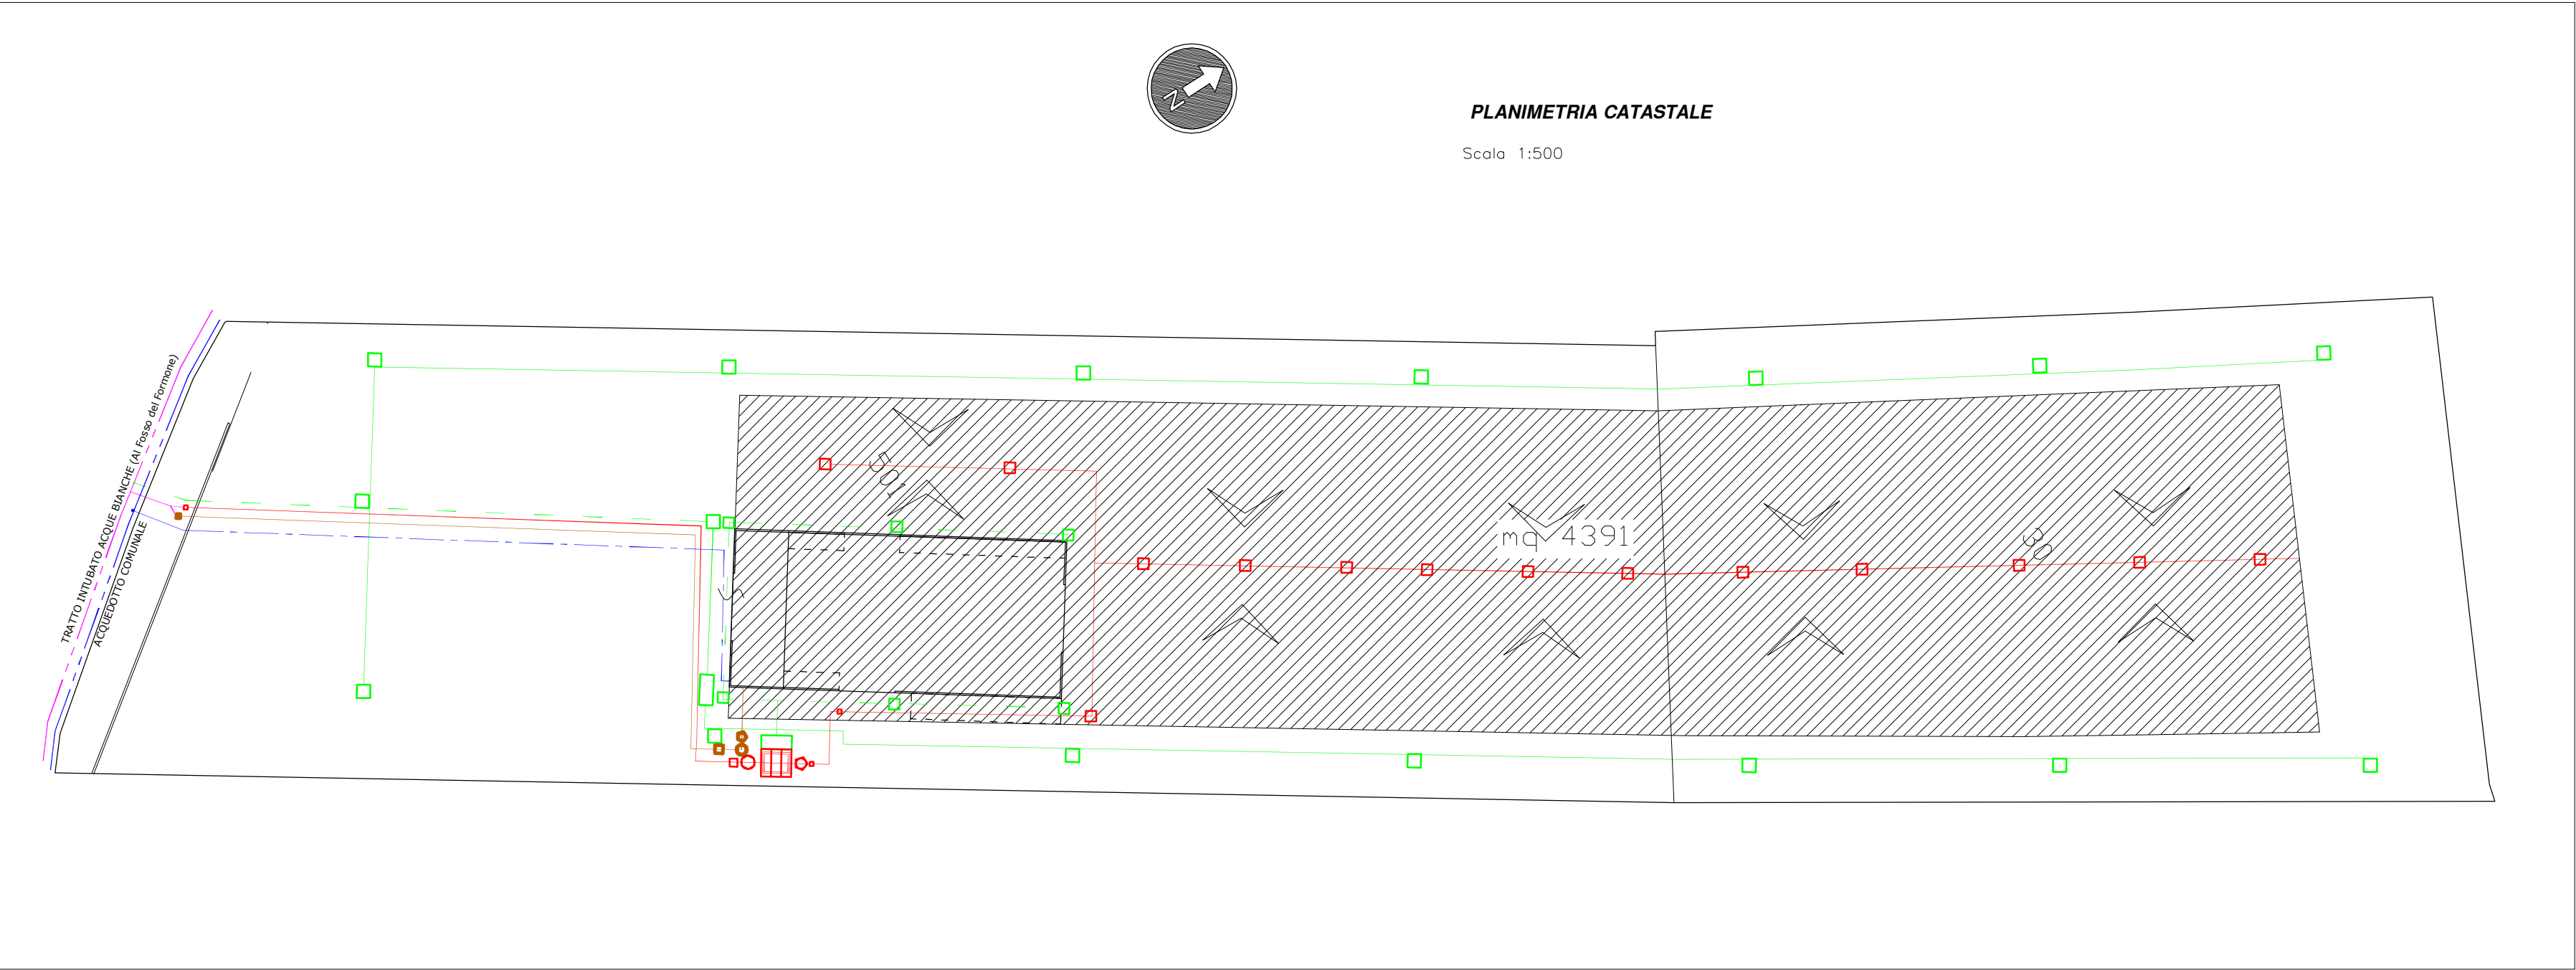 N
PLANIMETRIA CATASTALE
Scala 1:500
TRATTO INTUBATO ACQUE BIANCHE (Al Fosso del Formone)
ACQUEDOTTO COMUNALE
501
mq 4391
30